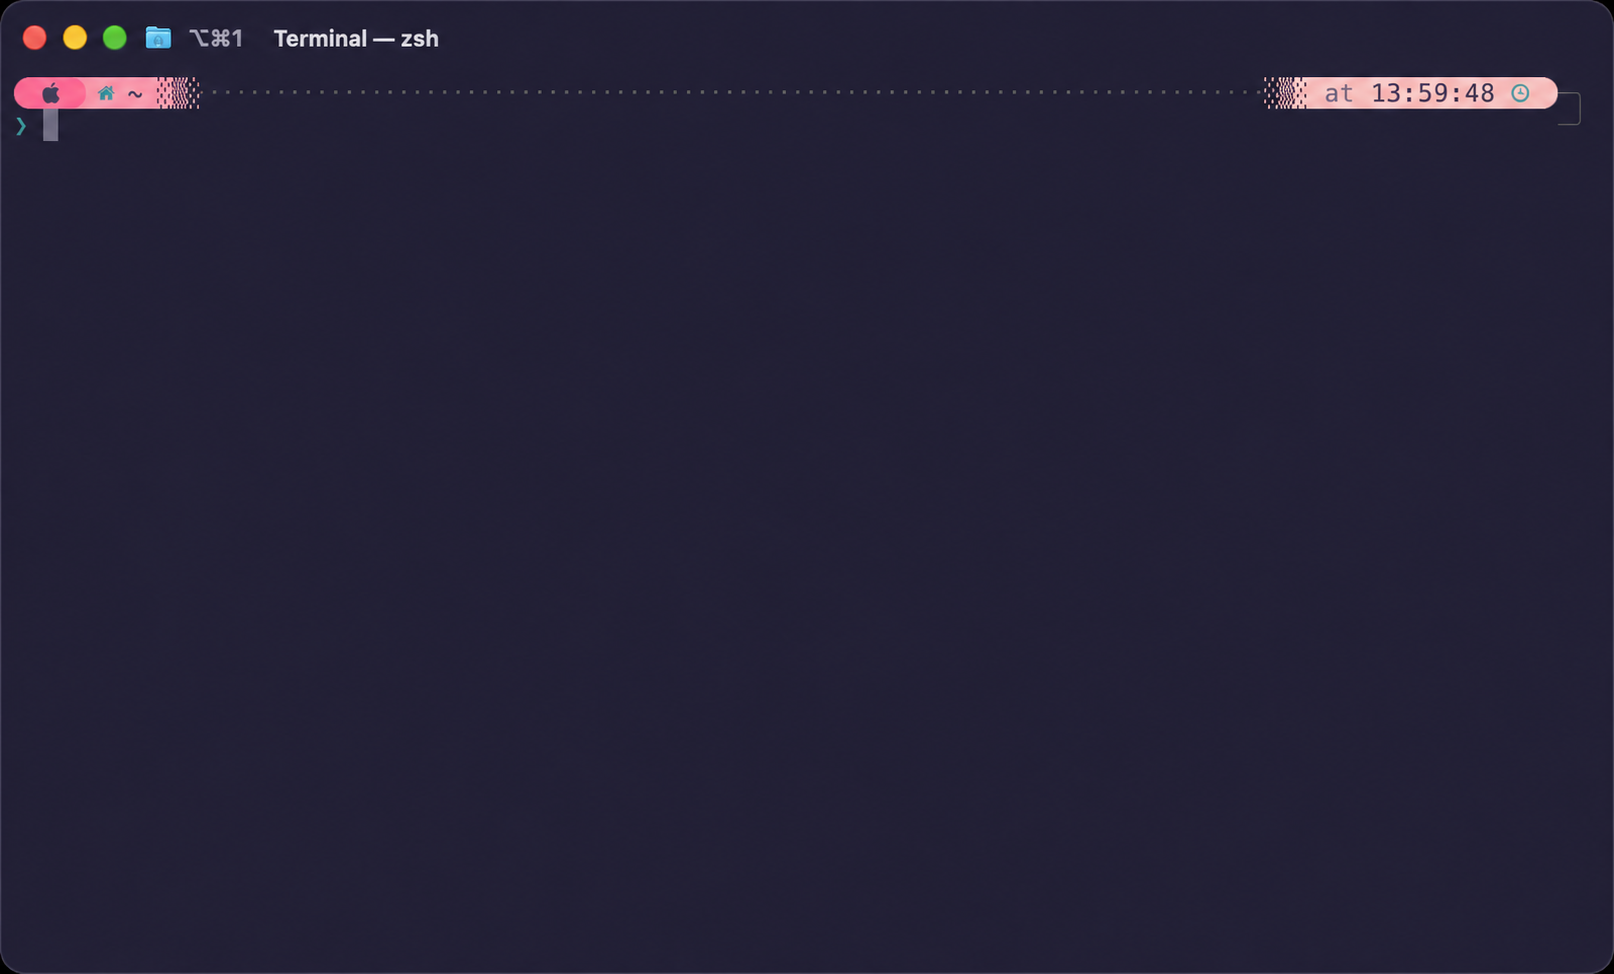 ⌥⌘1 Terminal — zsh
~ at 13:59:48
❯